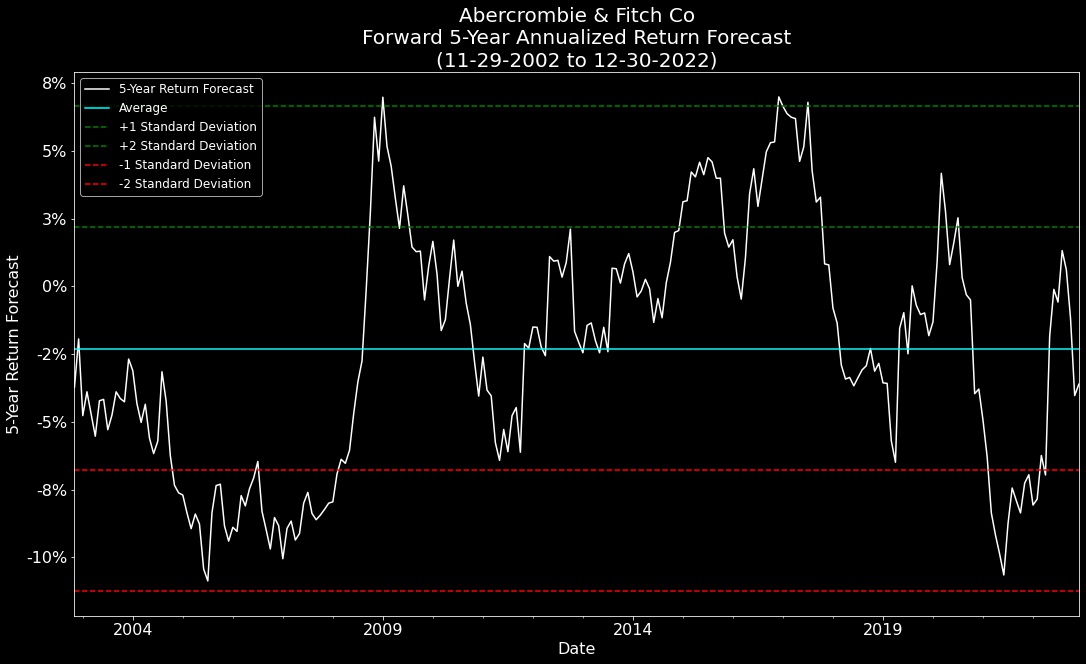 Abercrombie & Fitch Co
Forward 5-Year Annualized Return Forecast
(11-29-2002 to 12-30-2022)
5-Year Return Forecast
Average
+1 Standard Deviation
+2 Standard Deviation
-1 Standard Deviation
-2 Standard Deviation
5-Year Return Forecast
8%
5%
3%
0%
-2%
-5%
-8%
-10%
2004
2009
2014
2019
Date